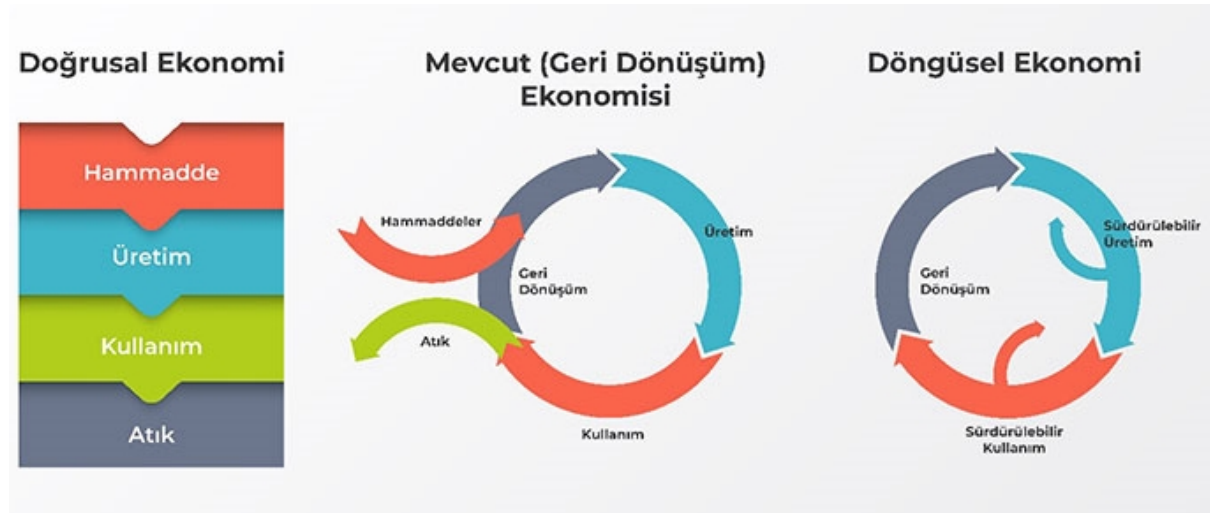 Doğrusal Ekonomi
Hammadde
Üretim
Kullanım
Atık
Mevcut (Geri Dönüşüm)
Ekonomisi
Hammaddeler
Üretim
Geri
Dönüşüm
Atık
Kullanım
Döngüsel Ekonomi
Sürdürülebilir
Üretim
Geri
Dönüşüm
Sürdürülebilir
Kullanım